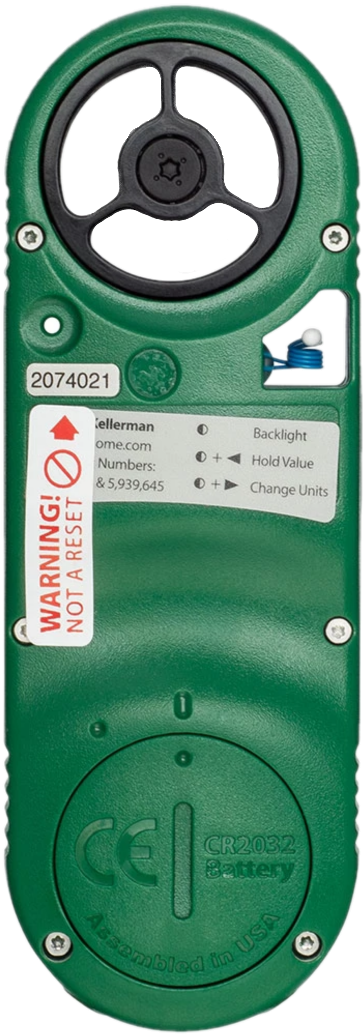 2074021
ome.com
Numbers:
& 5,939,645
Backlight
+ ◄ Hold Value
+ ► Change Units
WARNING!
NOT A RESET
CE
CR2032
Battery
Assembled in USA